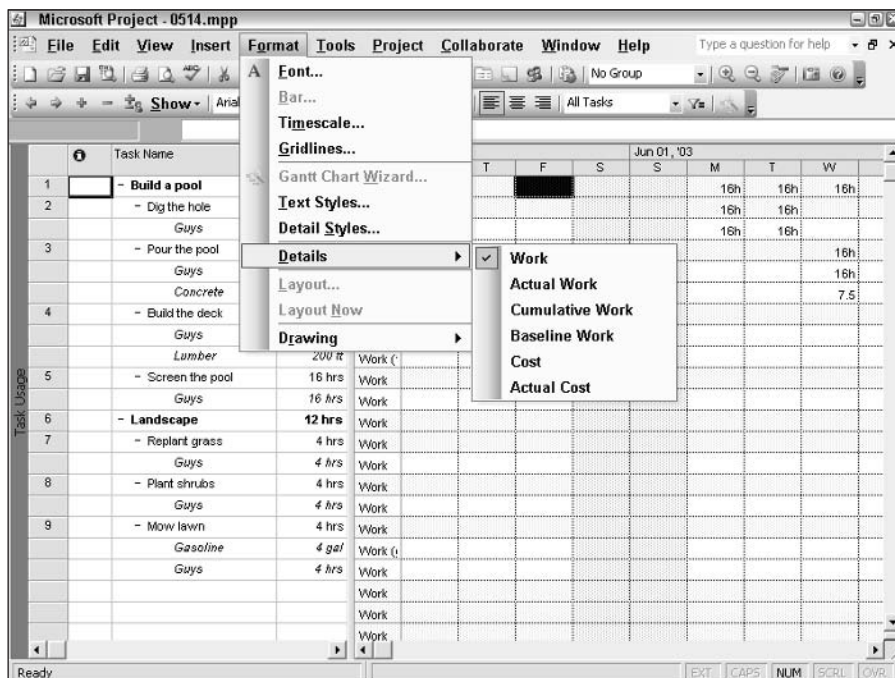 Microsoft Project - 0514.mpp
File Edit View Insert Format Tools Project Collaborate Window Help Type a question for help
Show Arial No Group
All Tasks
Font...
Bar...
Timescale...
Gridlines...
Gantt Chart Wizard...
Text Styles...
Detail Styles...
Details
Layout...
Layout Now
Drawing
Work
Actual Work
Cumulative Work
Baseline Work
Cost
Actual Cost
Task Name Jun 01, '03
T F S S M T W
1 - Build a pool 16h 16h 16h
2 - Dig the hole 16h 16h
Guys 16h 16h
3 - Pour the pool 16h
Guys 16h
Concrete 7.5
4 - Build the deck
Guys
Lumber 200 ft Work (
5 - Screen the pool 16 hrs Work
Guys 16 hrs Work
6 - Landscape 12 hrs Work
7 - Replant grass 4 hrs Work
Guys 4 hrs Work
8 - Plant shrubs 4 hrs Work
Guys 4 hrs Work
9 - Mow lawn 4 hrs Work
Gasoline 4 gal Work (
Guys 4 hrs Work
Work
Work
Work
Task Usage
Ready EXT CAPS NUM SCRL OVR